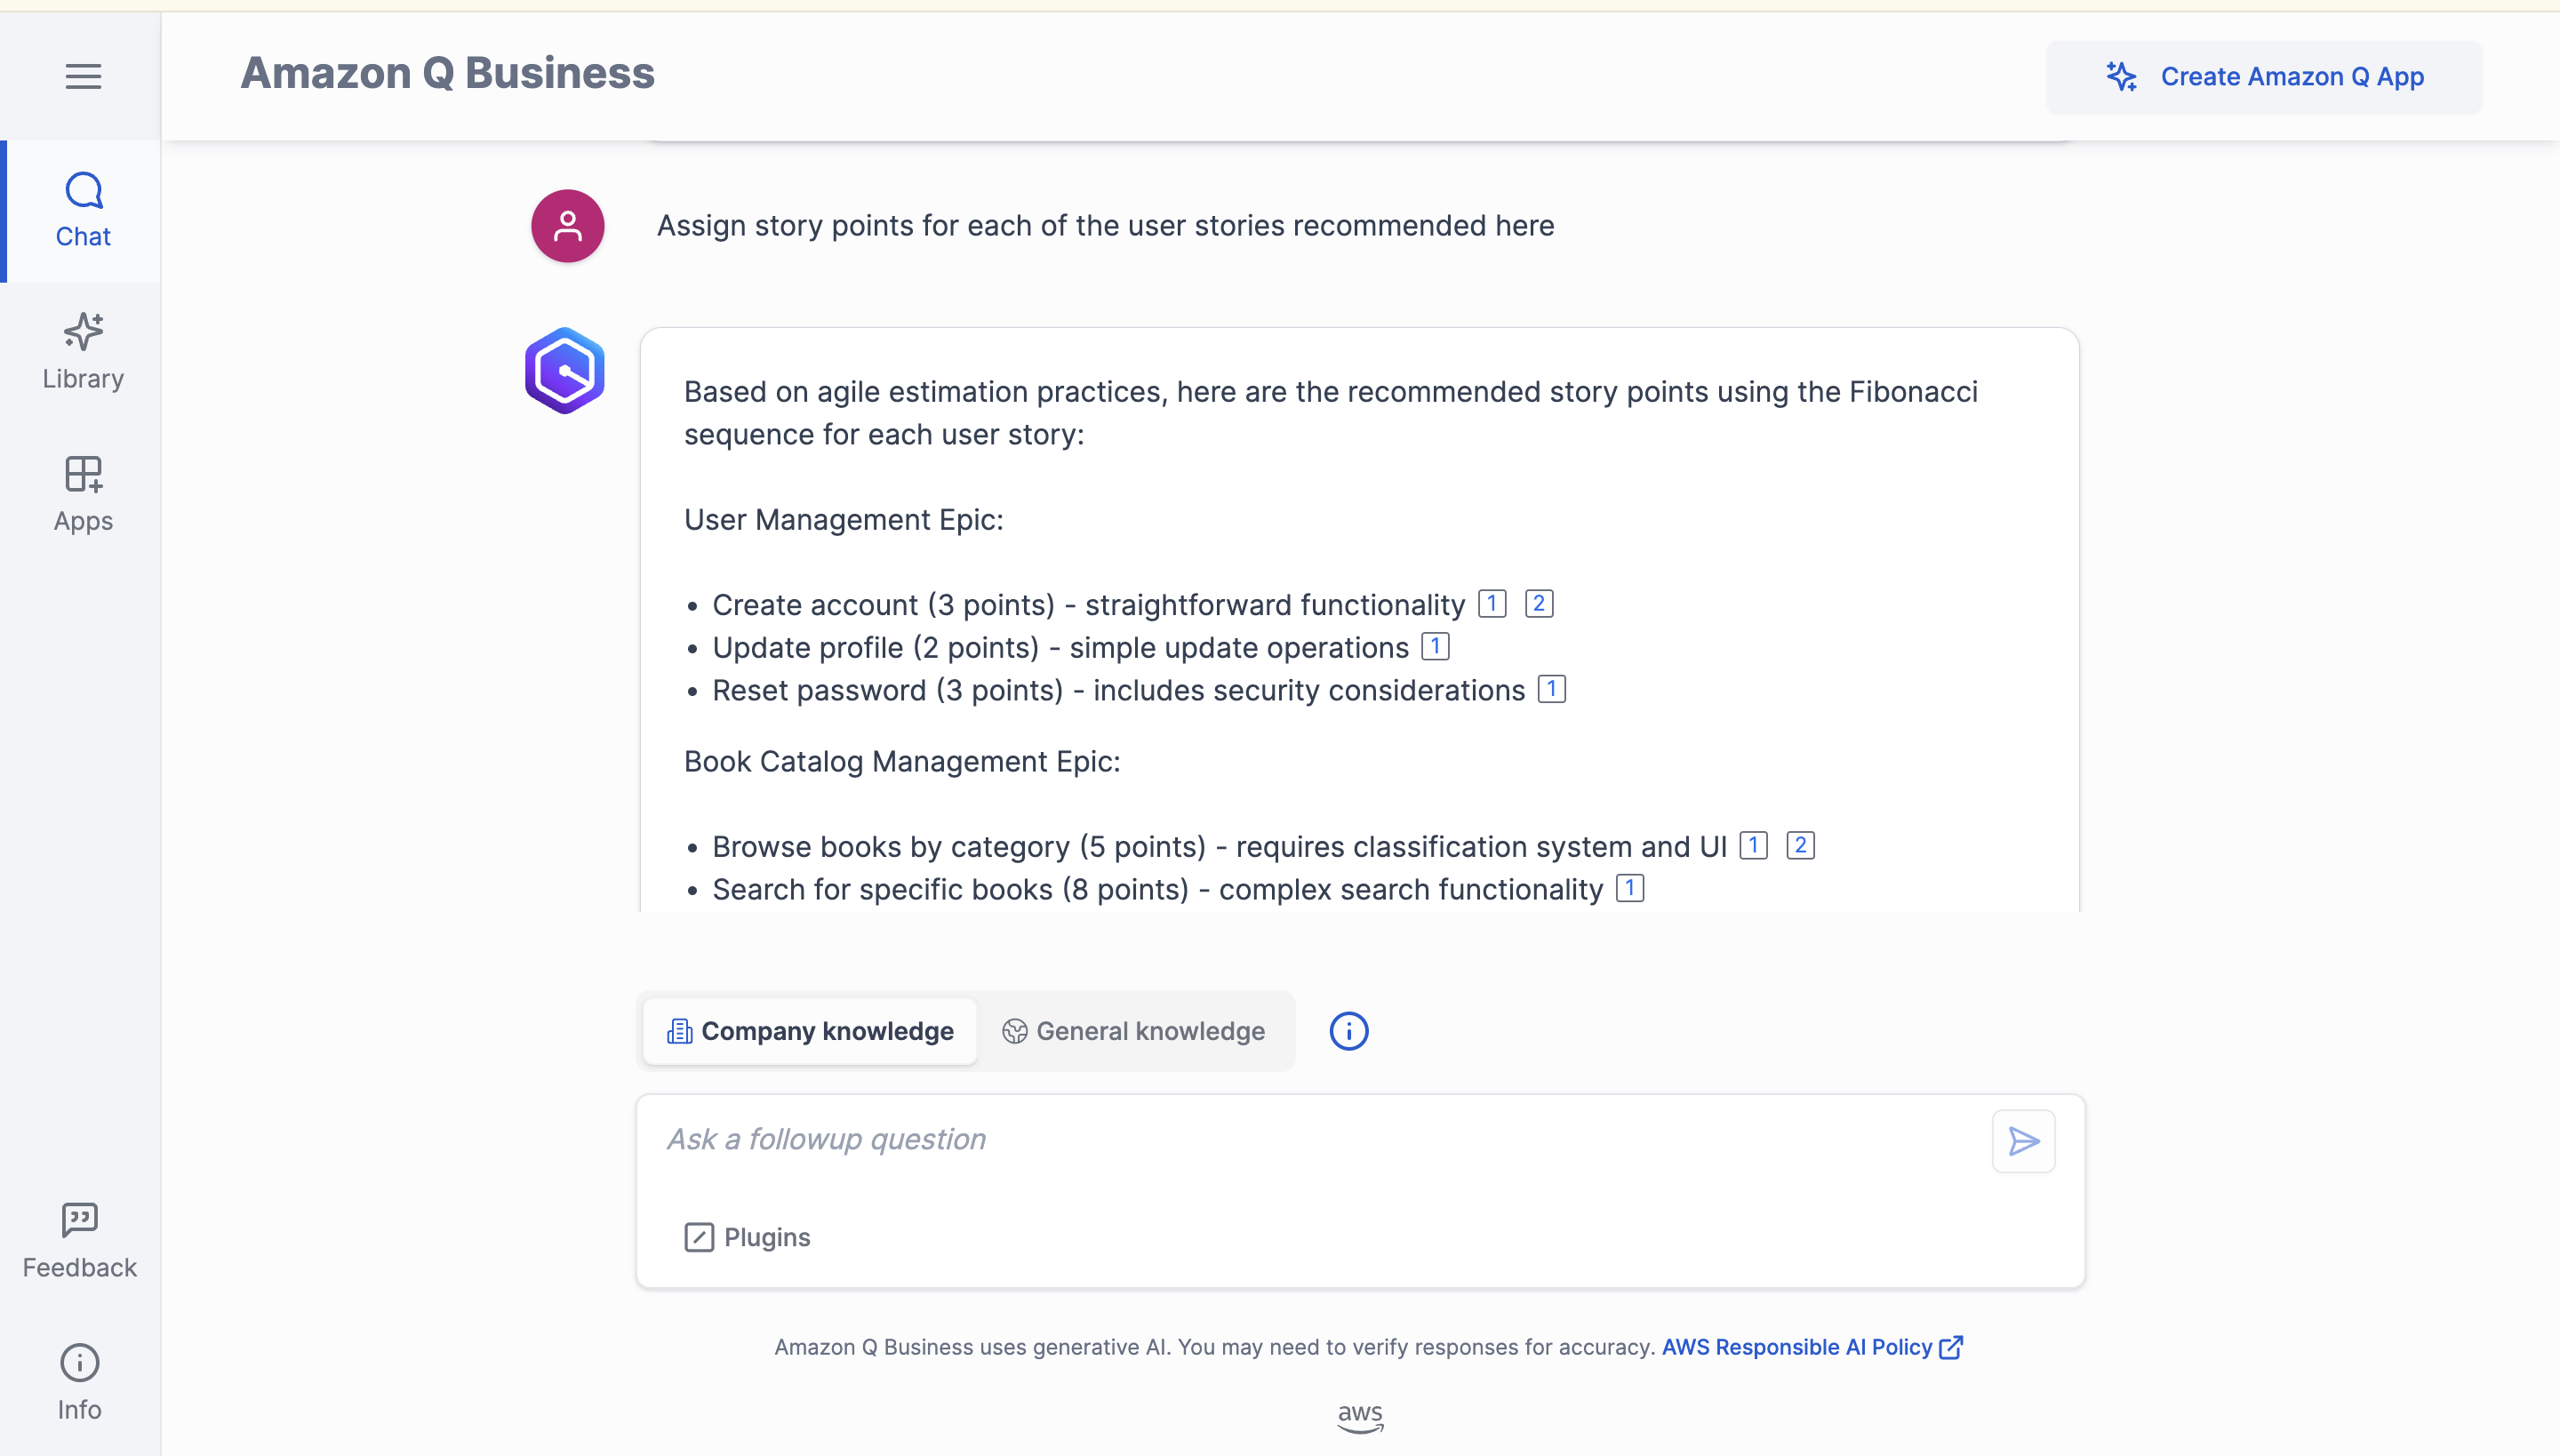 Amazon Q Business
Create Amazon Q App
Chat
Library
Apps
Feedback
Info
Assign story points for each of the user stories recommended here
Based on agile estimation practices, here are the recommended story points using the Fibonacci
sequence for each user story:
User Management Epic:
• Create account (3 points) - straightforward functionality 1 2
• Update profile (2 points) - simple update operations 1
• Reset password (3 points) - includes security considerations 1
Book Catalog Management Epic:
• Browse books by category (5 points) - requires classification system and UI 1 2
• Search for specific books (8 points) - complex search functionality 1
Company knowledge
General knowledge
Ask a followup question
Plugins
Amazon Q Business uses generative AI. You may need to verify responses for accuracy. AWS Responsible AI Policy
aws